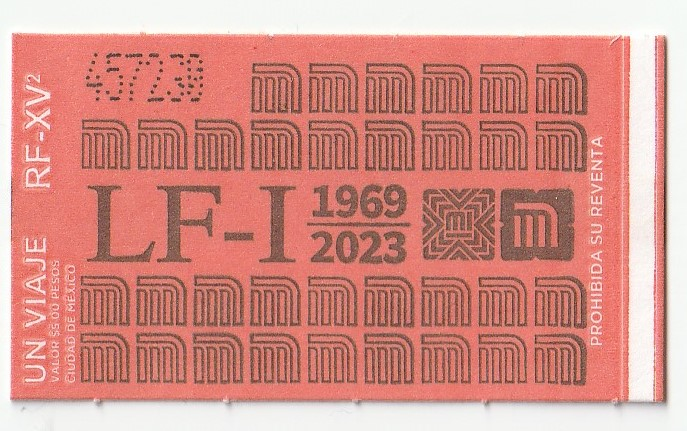 457230
LF-I 1969
2023
UN VIAJE RF-XV²
VALOR $5.00 PESOS
CIUDAD DE MÉXICO
PROHIBIDA SU REVENTA